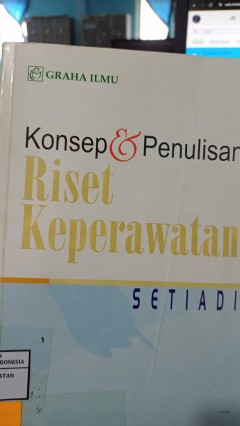 GRAHA ILMU
Konsep & Penulisan
Riset
Keperawatan
SETIADI